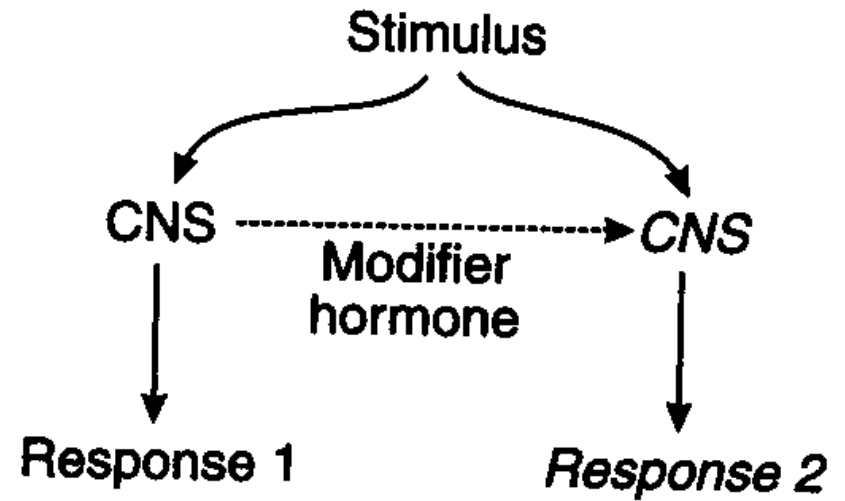 Stimulus
CNS
CNS
Modifier
hormone
Response 1
Response 2